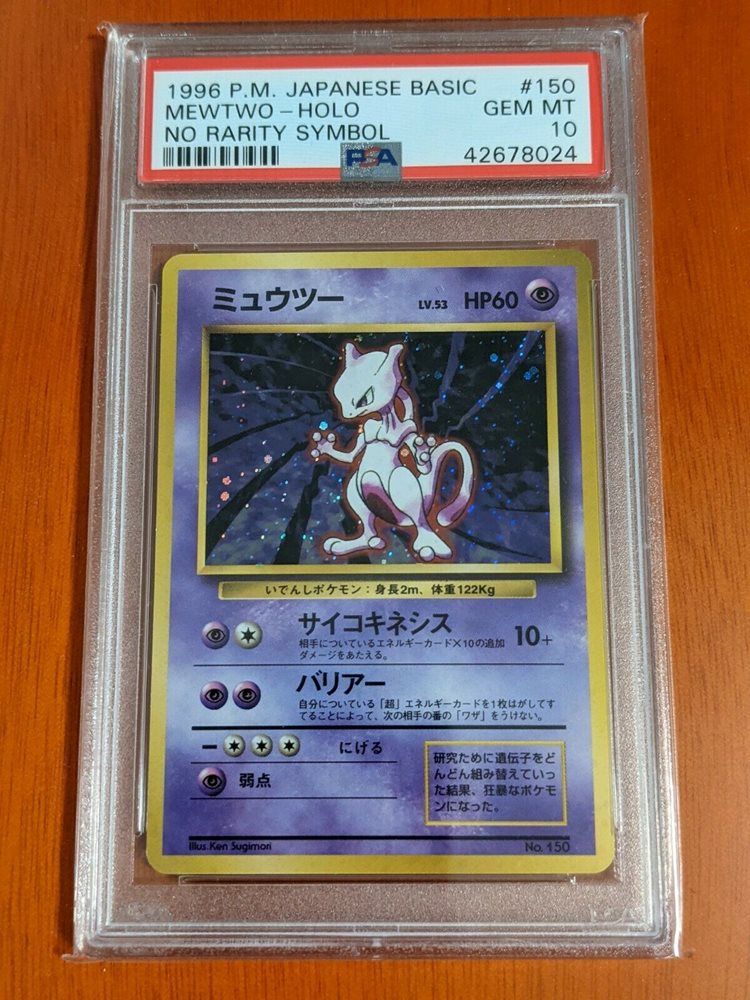 1996 P.M. JAPANESE BASIC #150
MEWTWO - HOLO GEM MT
NO RARITY SYMBOL 10
PSA 42678024
ミュウツー LV.53 HP60
いでんしポケモン：身長2m、体重122Kg
サイコキネシス 10+
相手についているエネルギーカード×10の追加
ダメージをあたえる。
バリアー
自分についている「超」エネルギーカードを1枚はがしてす
てることによって、次の相手の番の「ワザ」をうけない。
ー にげる
弱点
研究ために遺伝子をど
んどん組み替えていっ
た結果、狂暴なポケモ
ンになった。
Illus. Ken Sugimori No. 150